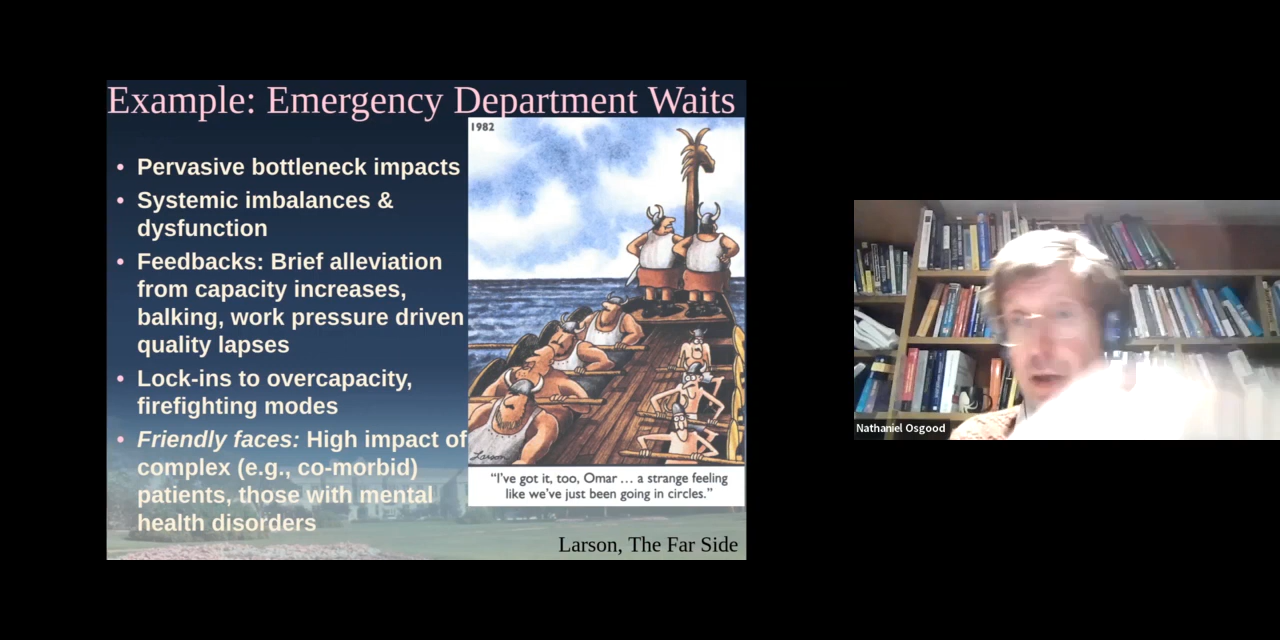 Example: Emergency Department Waits
• Pervasive bottleneck impacts
• Systemic imbalances &
dysfunction
• Feedbacks: Brief alleviation
from capacity increases,
balking, work pressure driven
quality lapses
• Lock-ins to overcapacity,
firefighting modes
• Friendly faces: High impact of
complex (e.g., co-morbid)
patients, those with mental
health disorders
1982
Larson
“I’ve got it, too, Omar … a strange feeling
like we’ve just been going in circles.”
Larson, The Far Side
Nathaniel Osgood